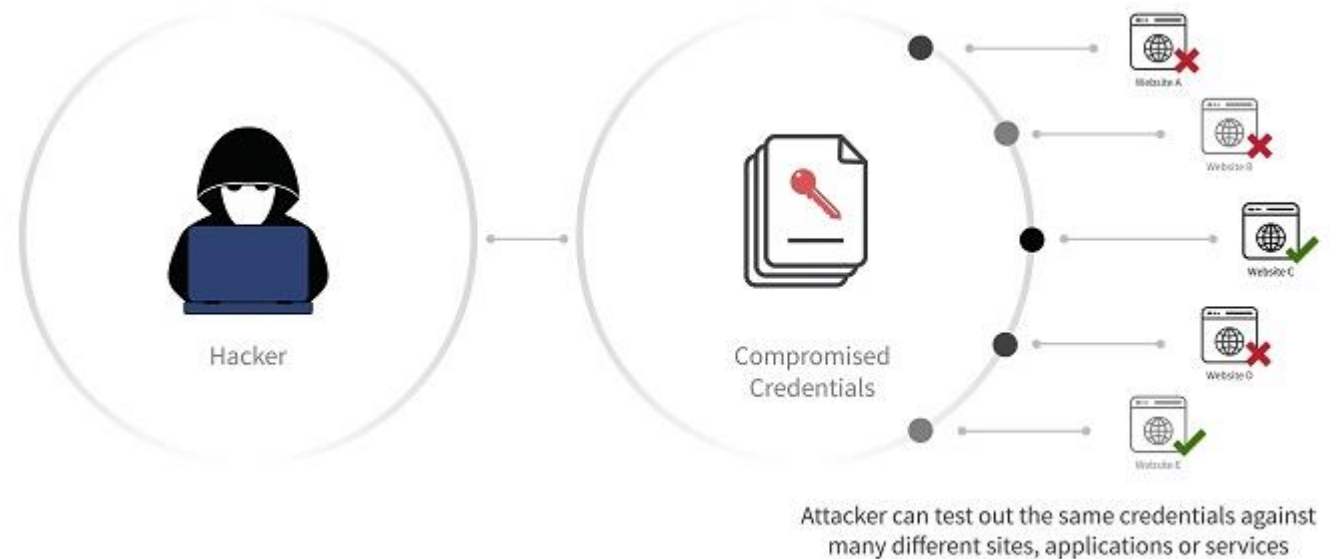 Website A
Website B
Website C
Hacker
Compromised
Credentials
Website D
Website E
Attacker can test out the same credentials against
many different sites, applications or services